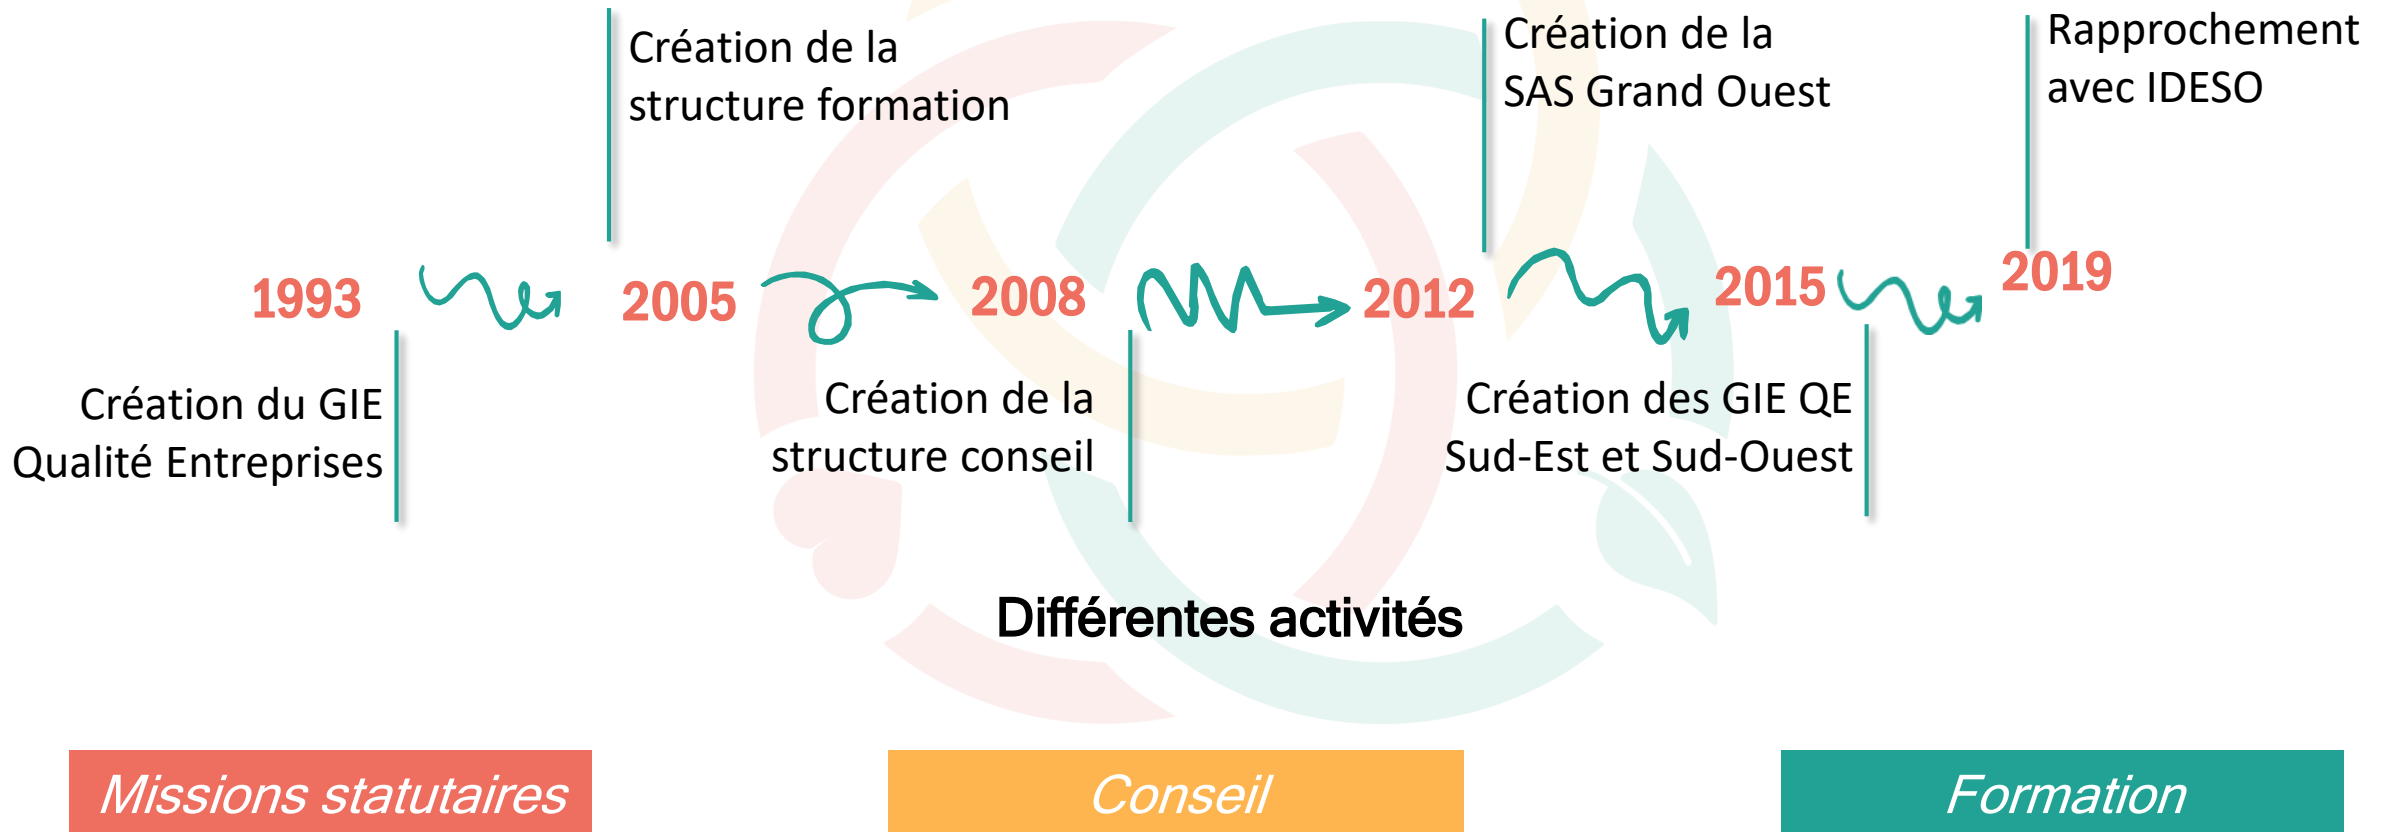 Création de la
structure formation
Création de la
SAS Grand Ouest
Rapprochement
avec IDESO
1993
2005
2008
2012
2015
2019
Création du GIE
Qualité Entreprises
Création de la
structure conseil
Création des GIE QE
Sud-Est et Sud-Ouest
Différentes activités
Missions statutaires
Conseil
Formation